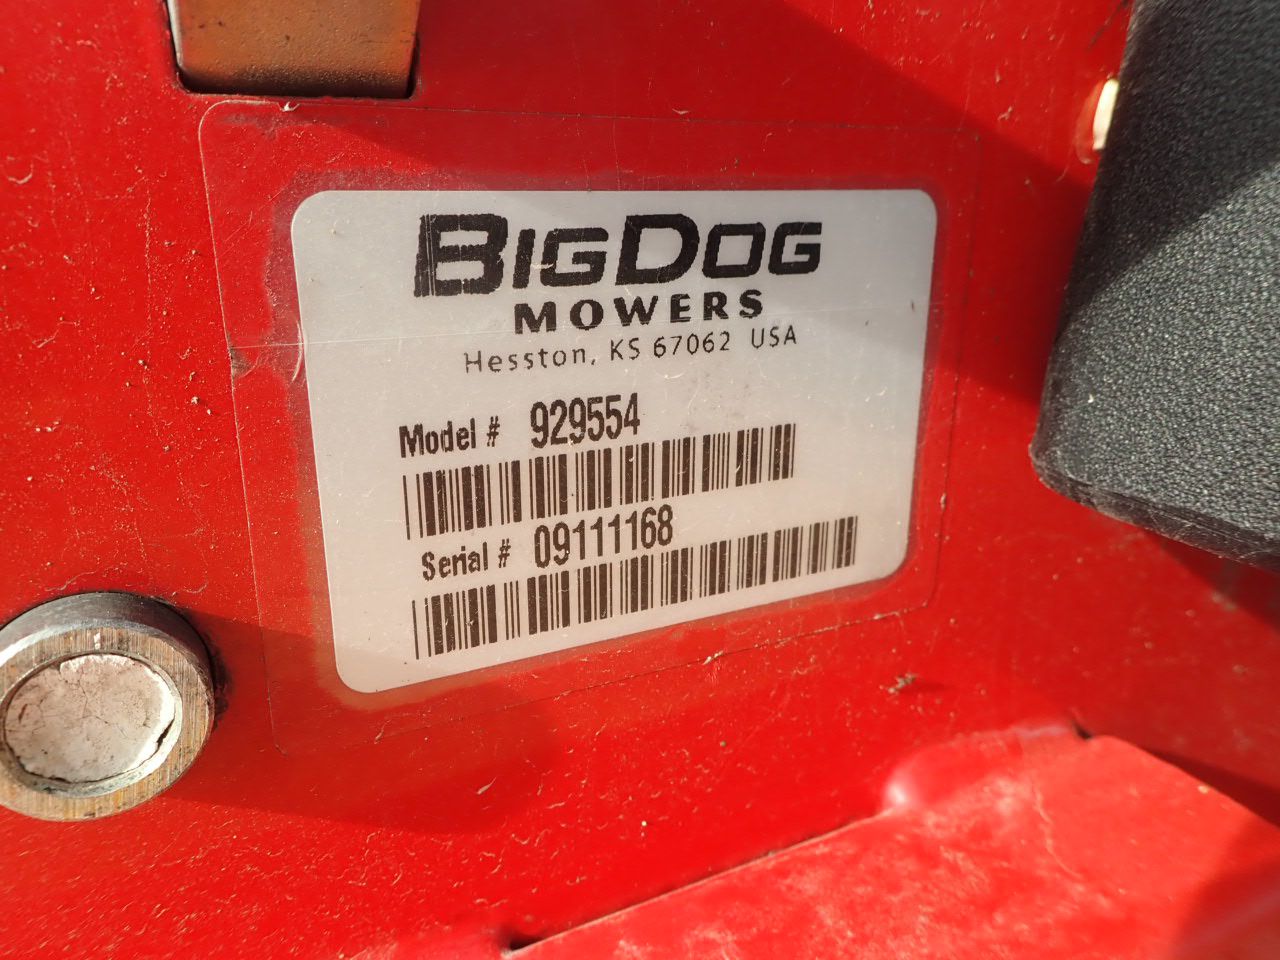 BIGDOG
MOWERS
Hesston, KS 67062 USA
Model # 929554
Serial # 09111168